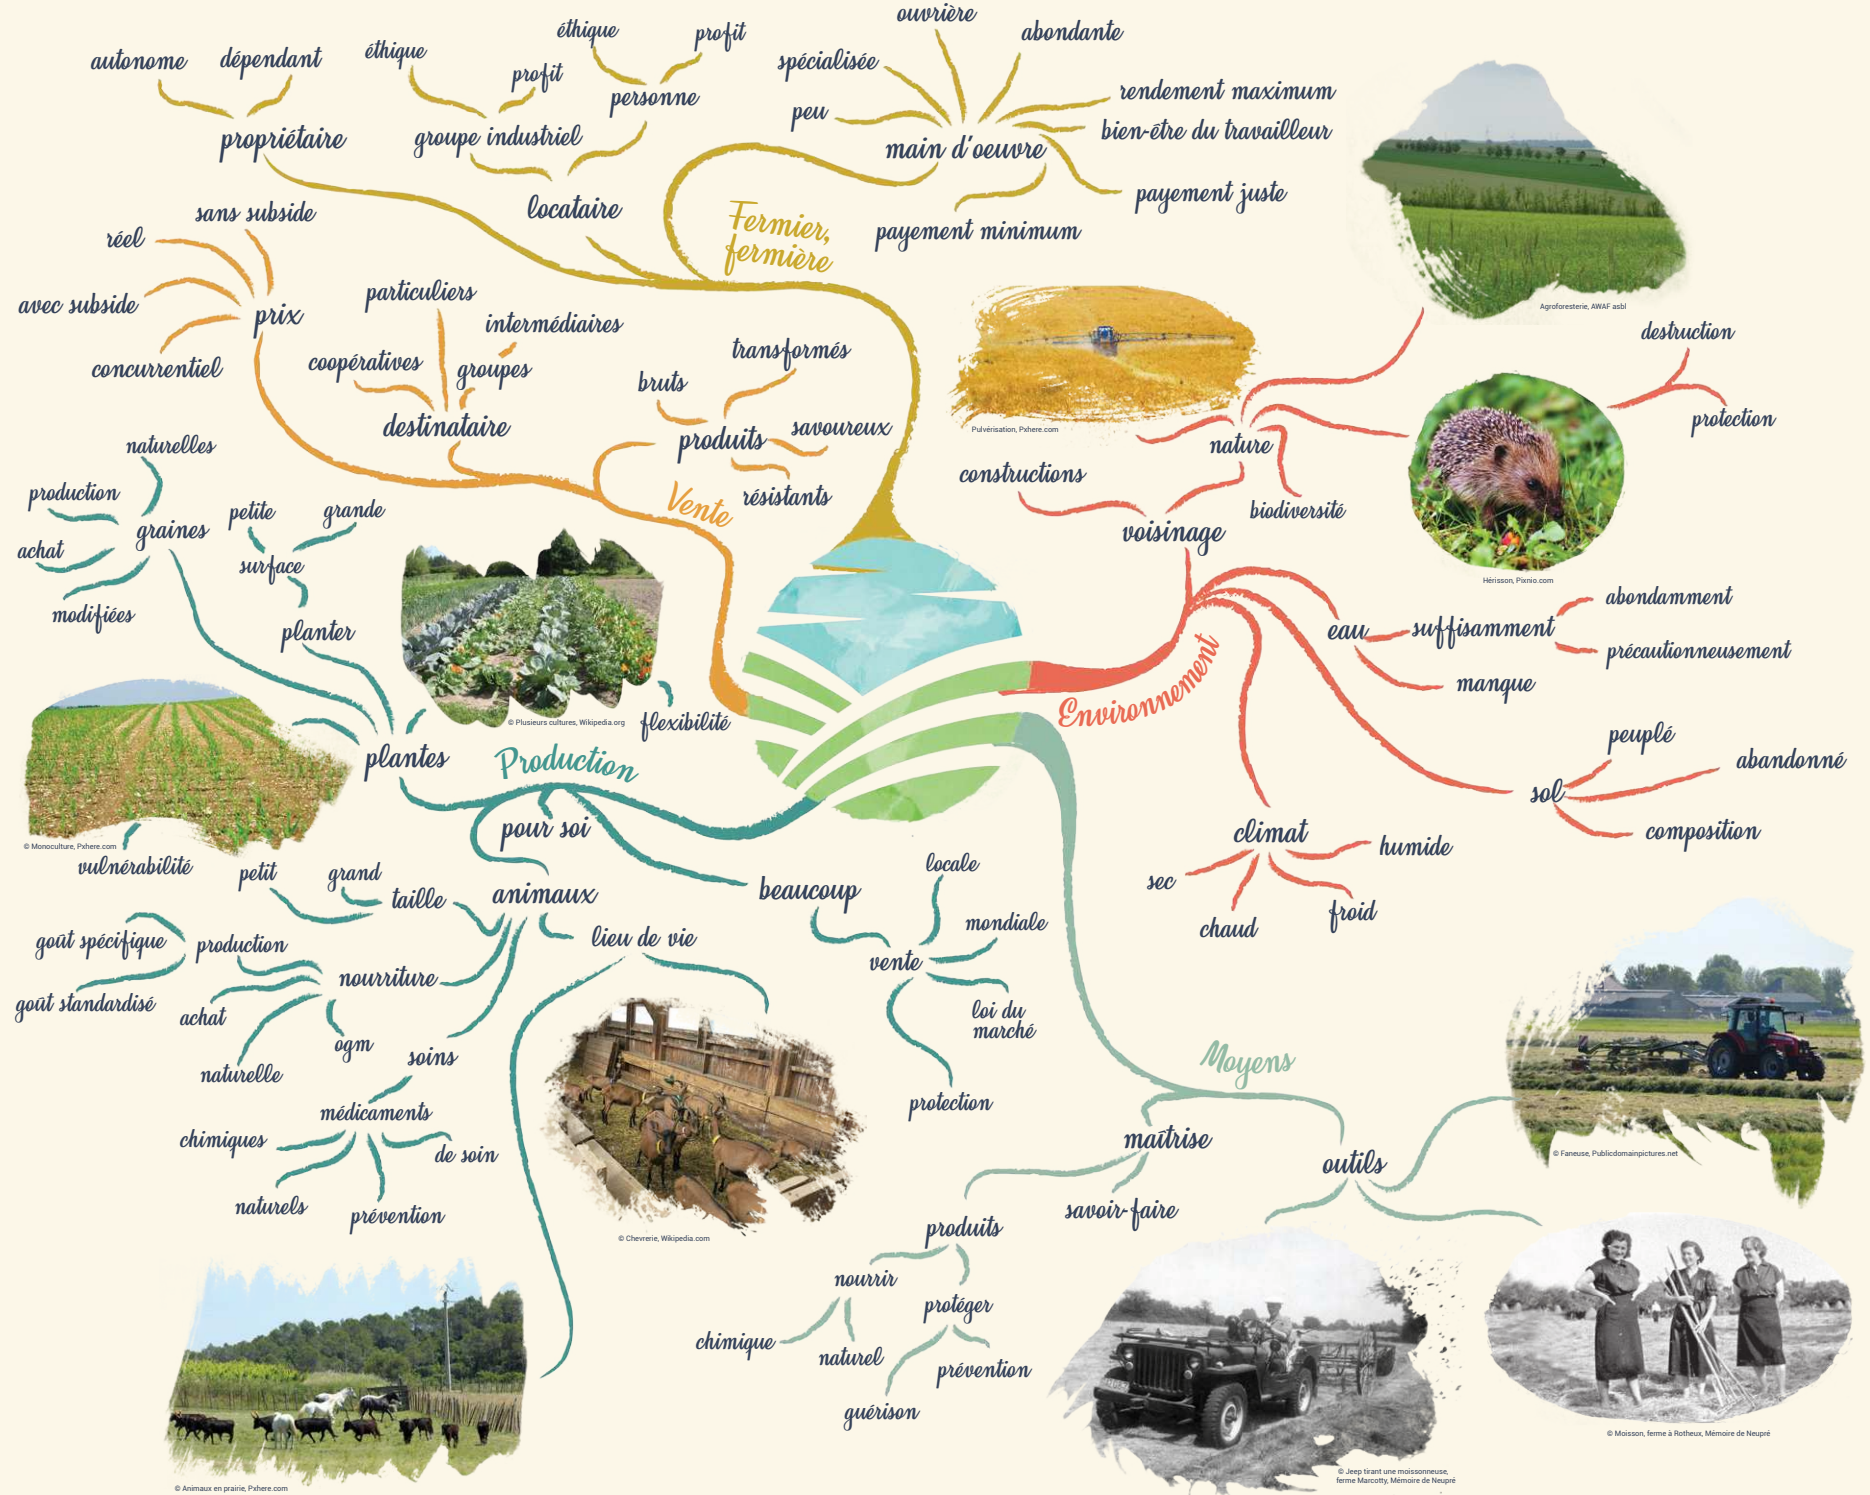 Fermier,
fermière
propriétaire
autonome
dépendant
locataire
groupe industriel
éthique
profit
personne
éthique
profit
main d'oeuvre
peu
spécialisée
ouvrière
abondante
rendement maximum
bien-être du travailleur
payement juste
payement minimum
Vente
prix
sans subside
réel
avec subside
concurrentiel
destinataire
coopératives
particuliers
groupes
intermédiaires
produits
bruts
transformés
savoureux
résistants
Production
plantes
graines
naturelles
production
achat
modifiées
planter
surface
petite
grande
© Plusieurs cultures, Wikipedia.org
flexibilité
© Monoculture, Pxhere.com
vulnérabilité
pour soi
animaux
taille
petit
grand
nourriture
production
goût spécifique
goût standardisé
achat
naturelle
ogm
soins
médicaments
chimiques
naturels
prévention
de soin
lieu de vie
© Chevrerie, Wikipedia.com
© Animaux en prairie, Pxhere.com
beaucoup
vente
locale
mondiale
loi du
marché
protection
Environnement
voisinage
constructions
nature
Pulvérisation, Pxhere.com
Agroforesterie, AWAF asbl
Hérisson, Pixnio.com
destruction
protection
biodiversité
eau
suffisamment
abondamment
précautionneusement
manque
sol
peuplé
abandonné
composition
climat
sec
chaud
froid
humide
Moyens
maîtrise
savoir-faire
produits
nourrir
chimique
naturel
protéger
guérison
prévention
outils
© Faneuse, Publicdomainpictures.net
© Moisson, ferme à Rotheux, Mémoire de Neupré
© Jeep tirant une moissonneuse,
ferme Marcotty, Mémoire de Neupré